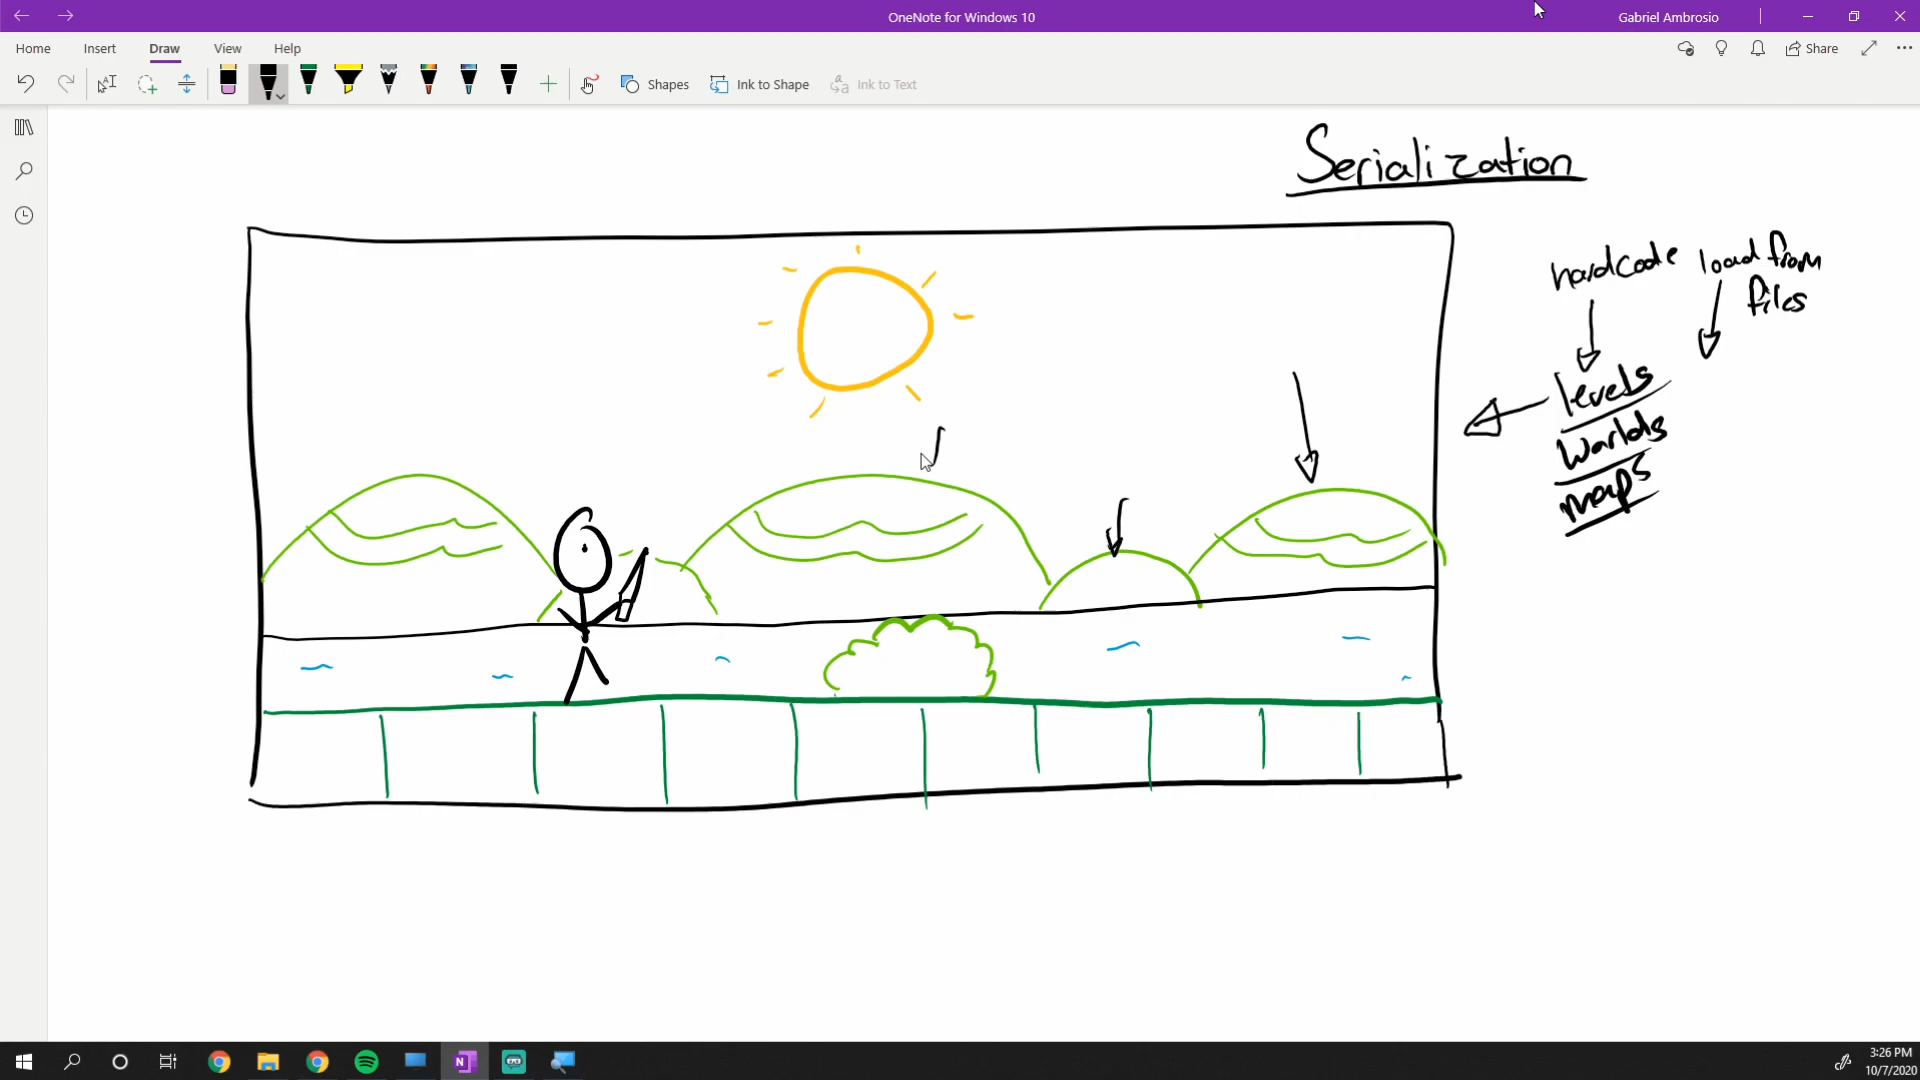 OneNote for Windows 10
Gabriel Ambrosio
Home Insert Draw View Help
Share
Shapes
Ink to Shape
Ink to Text
Serialization
hardcode
load from
files
levels
Worlds
maps
3:26 PM
10/7/2020